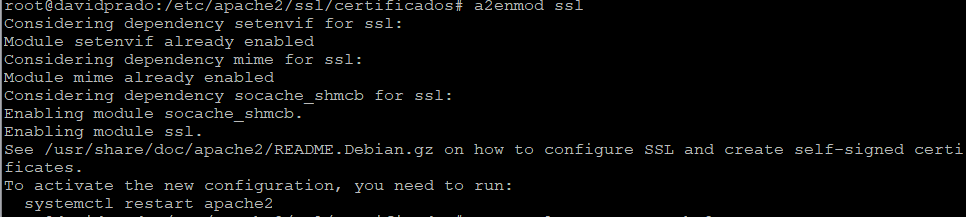 root@davidprado:/etc/apache2/ssl/certificados# a2enmod ssl
Considering dependency setenvif for ssl:
Module setenvif already enabled
Considering dependency mime for ssl:
Module mime already enabled
Considering dependency socache_shmcb for ssl:
Enabling module socache_shmcb.
Enabling module ssl.
See /usr/share/doc/apache2/README.Debian.gz on how to configure SSL and create self-signed certi
ficates.
To activate the new configuration, you need to run:
  systemctl restart apache2